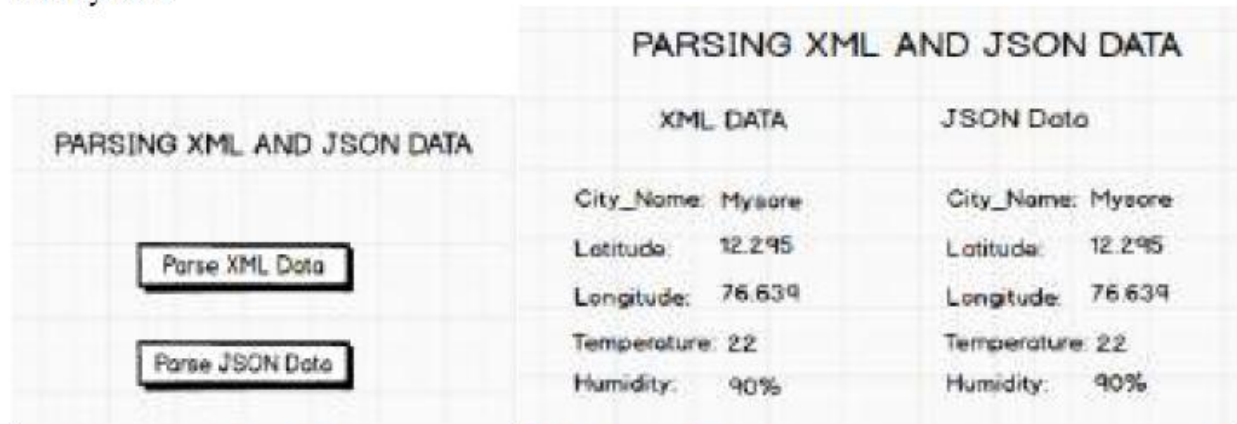 PARSING XML AND JSON DATA
Parse XML Data
Parse JSON Data
PARSING XML AND JSON DATA
XML DATA
JSON Data
City_Name: Mysore
Latitude: 12.295
Longitude: 76.639
Temperature: 22
Humidity: 90%
City_Name: Mysore
Latitude: 12.295
Longitude: 76.639
Temperature: 22
Humidity: 90%